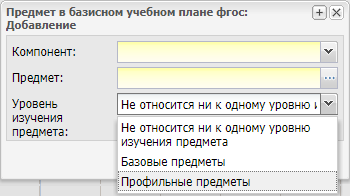 Предмет в базисном учебном плане фгос:
Добавление
Компонент:
Предмет:
Уровень
изучения
предмета:
Не относится ни к одному уровню и
Не относится ни к одному уровню
изучения предмета
Базовые предметы
Профильные предметы